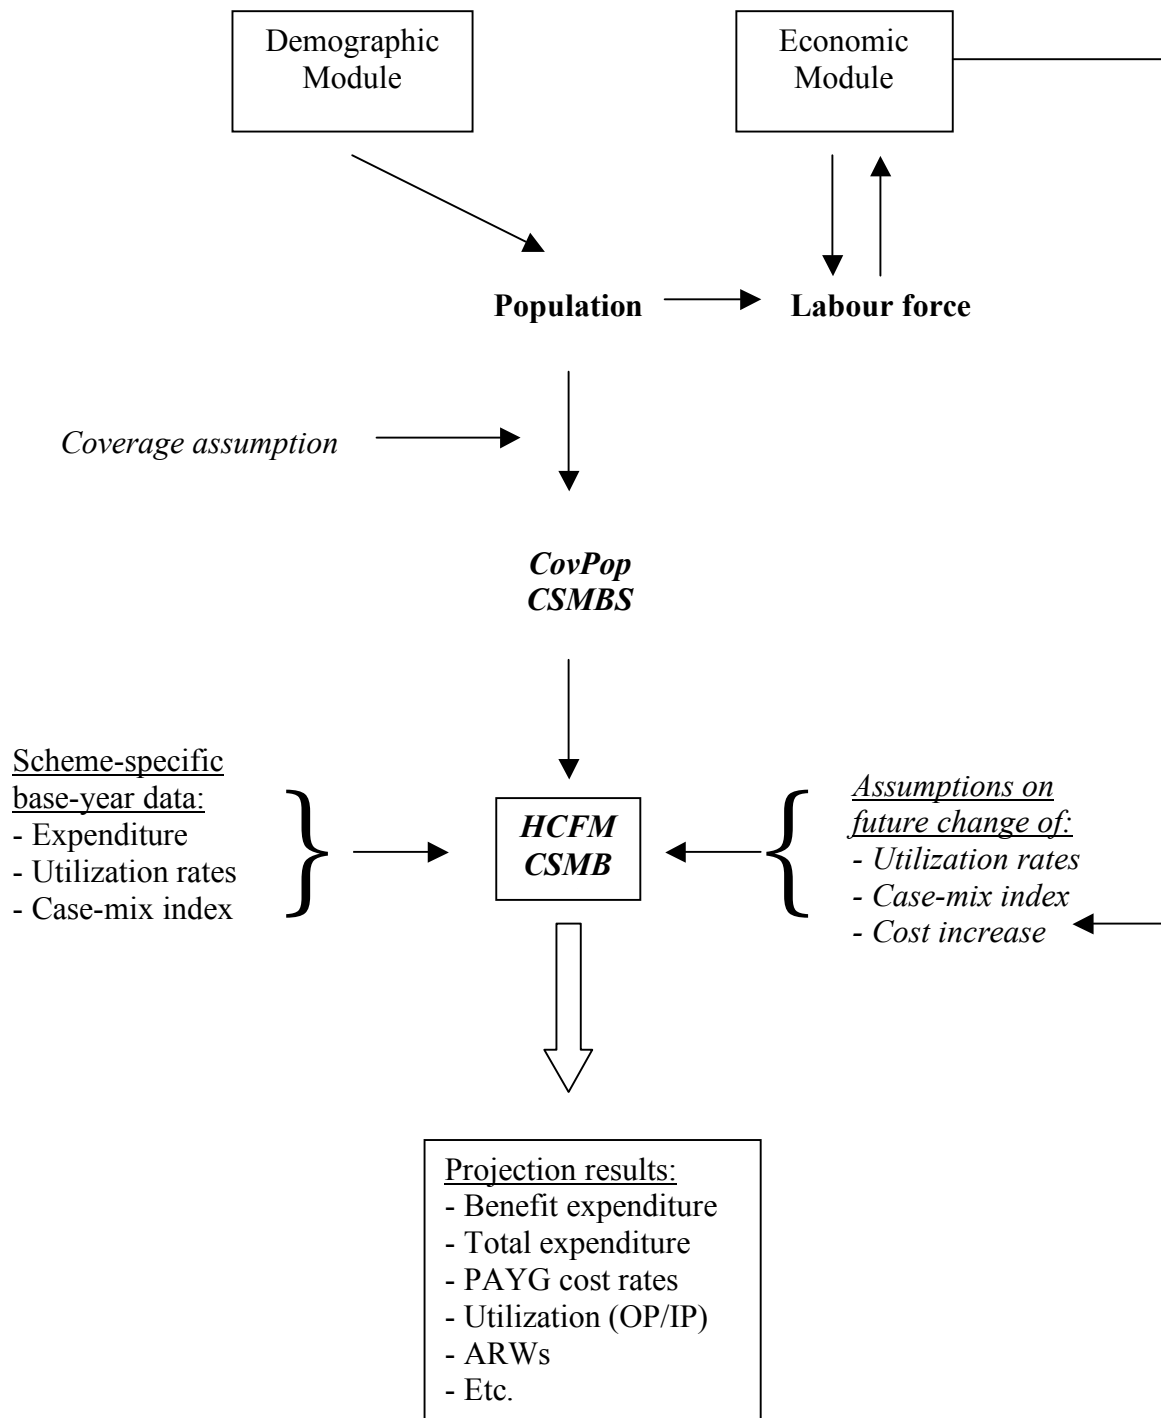 Demographic
Module
Economic
Module
Population
Labour force
Coverage assumption
CovPop
CSMBS
Scheme-specific
base-year data:
- Expenditure
- Utilization rates
- Case-mix index
HCFM
CSMB
Assumptions on
future change of:
- Utilization rates
- Case-mix index
- Cost increase
Projection results:
- Benefit expenditure
- Total expenditure
- PAYG cost rates
- Utilization (OP/IP)
- ARWs
- Etc.